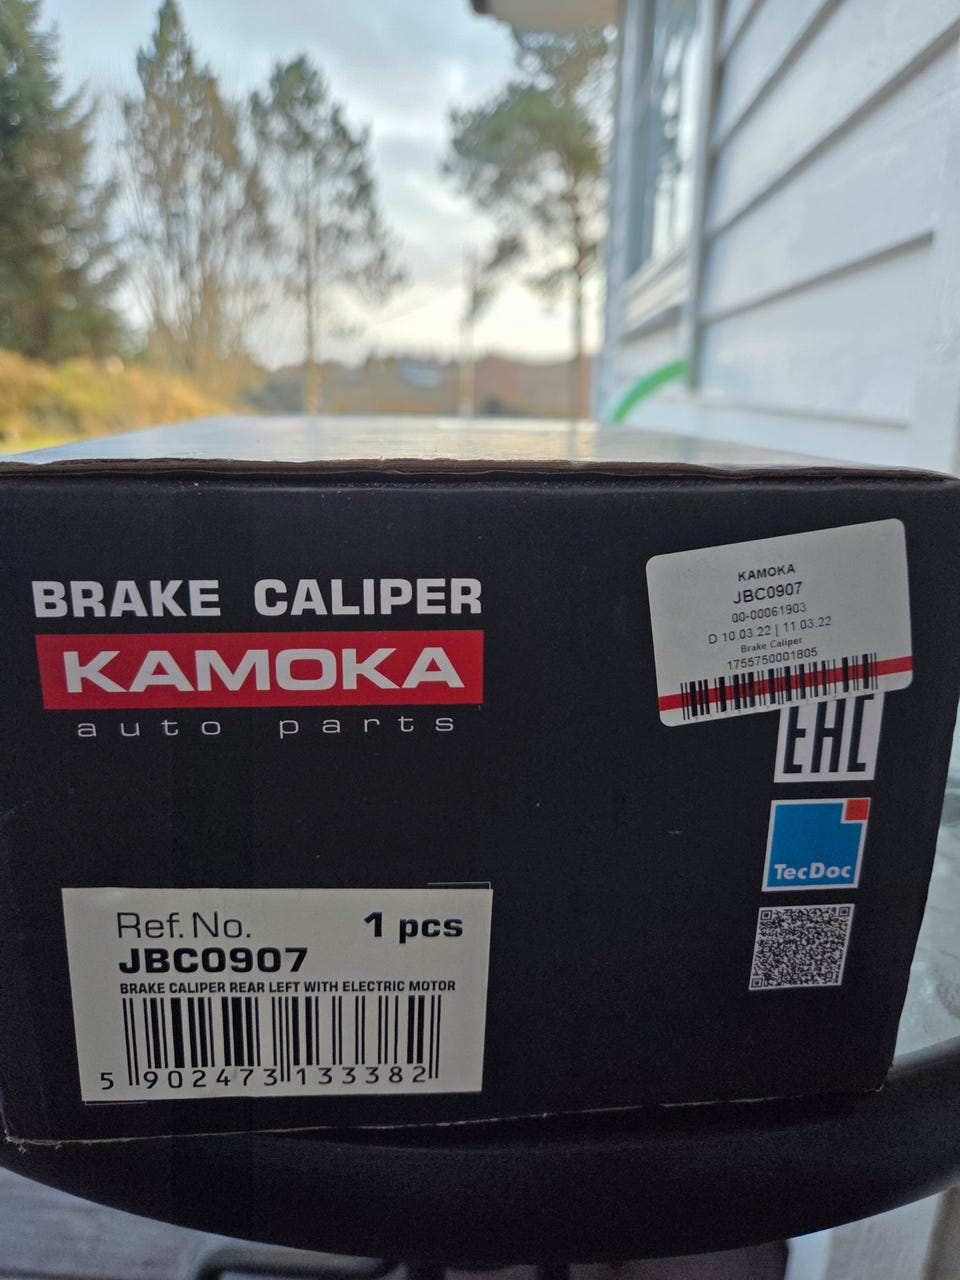 BRAKE CALIPER
KAMOKA
auto parts
KAMOKA
JBC0907
00-00061903
D 10.03.22 | 11.03.22
Brake Caliper
1755750001805
EAC
TecDoc
Ref. No. 1 pcs
JBC0907
BRAKE CALIPER REAR LEFT WITH ELECTRIC MOTOR
5 902473 133382